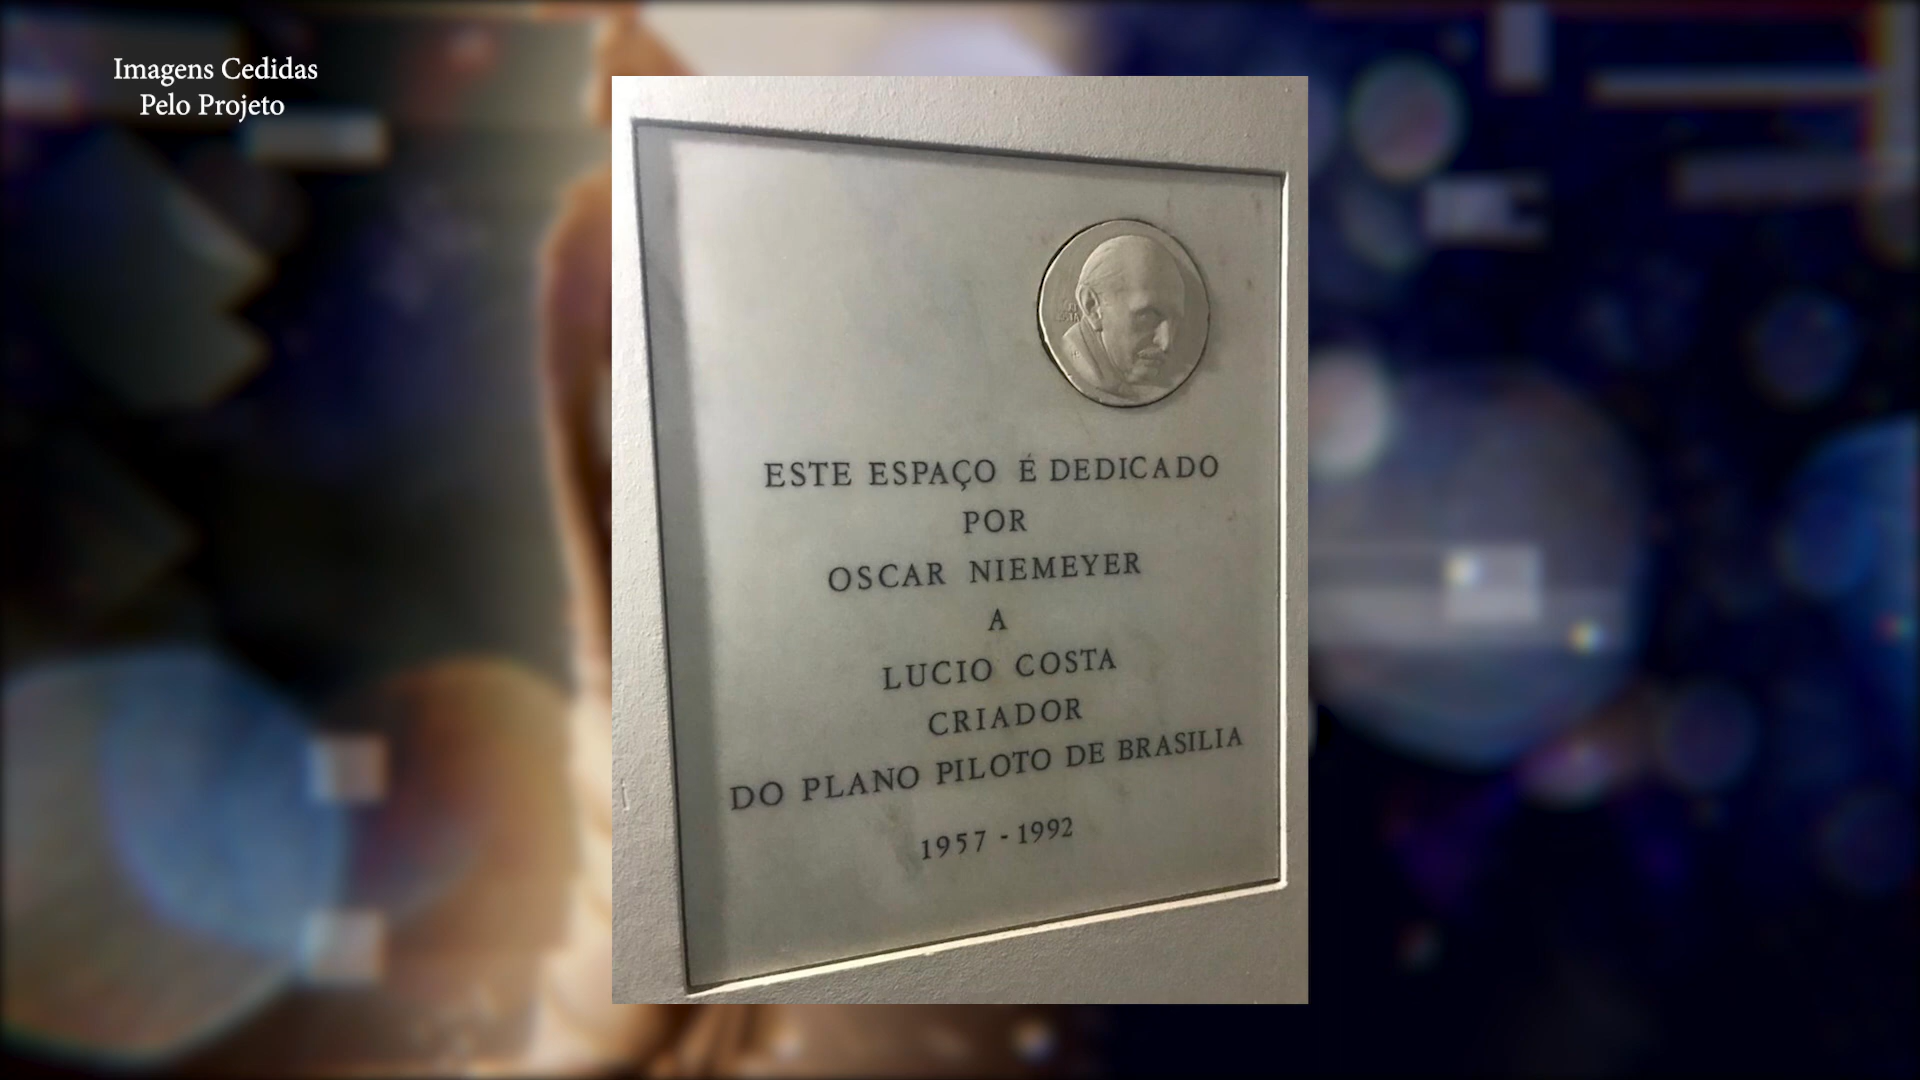 Imagens Cedidas
Pelo Projeto
ESTE ESPAÇO É DEDICADO
POR
OSCAR NIEMEYER
A
LUCIO COSTA
CRIADOR
DO PLANO PILOTO DE BRASILIA
1957 - 1992